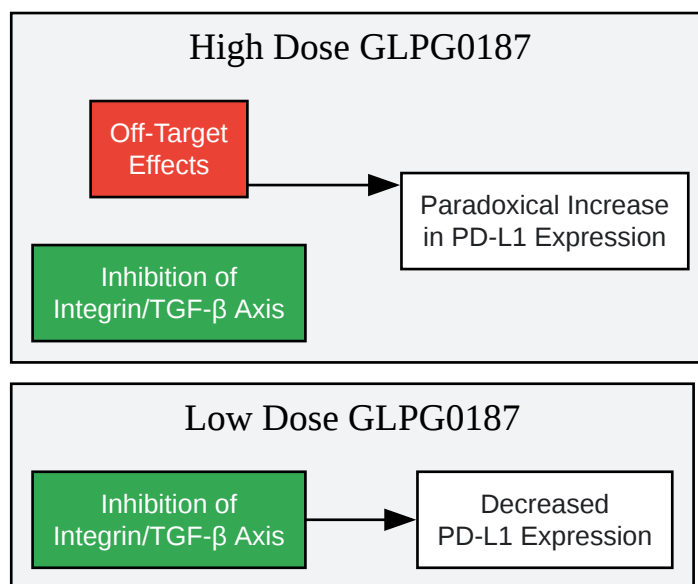 High Dose GLPG0187
Off-Target
Effects
Paradoxical Increase
in PD-L1 Expression
Inhibition of
Integrin/TGF-β Axis
Low Dose GLPG0187
Inhibition of
Integrin/TGF-β Axis
Decreased
PD-L1 Expression